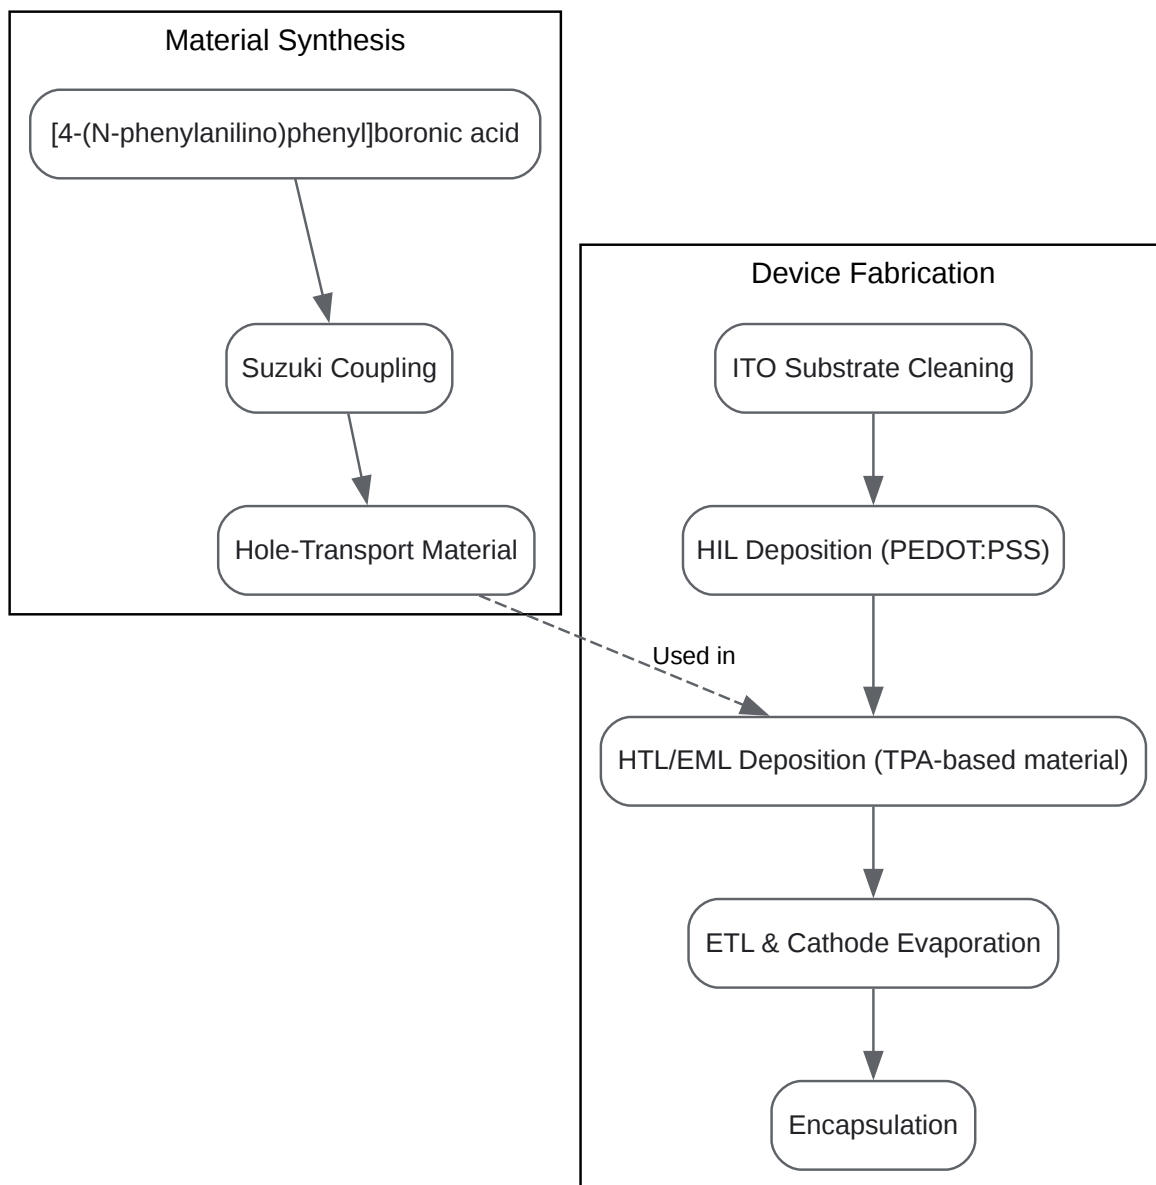 Material Synthesis
[4-(N-phenylanilino)phenyl]boronic acid
Suzuki Coupling
Hole-Transport Material
Used in
Device Fabrication
ITO Substrate Cleaning
HIL Deposition (PEDOT:PSS)
HTL/EML Deposition (TPA-based material)
ETL & Cathode Evaporation
Encapsulation